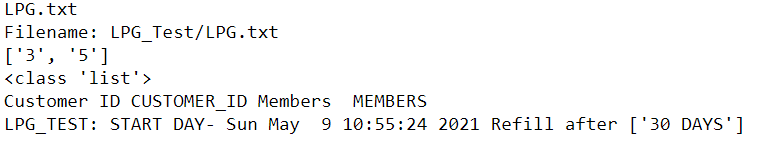 LPG.txt
Filename: LPG_Test/LPG.txt
['3', '5']
<class 'list'>
Customer ID CUSTOMER_ID Members  MEMBERS
LPG_TEST: START DAY- Sun May  9 10:55:24 2021 Refill after ['30 DAYS']